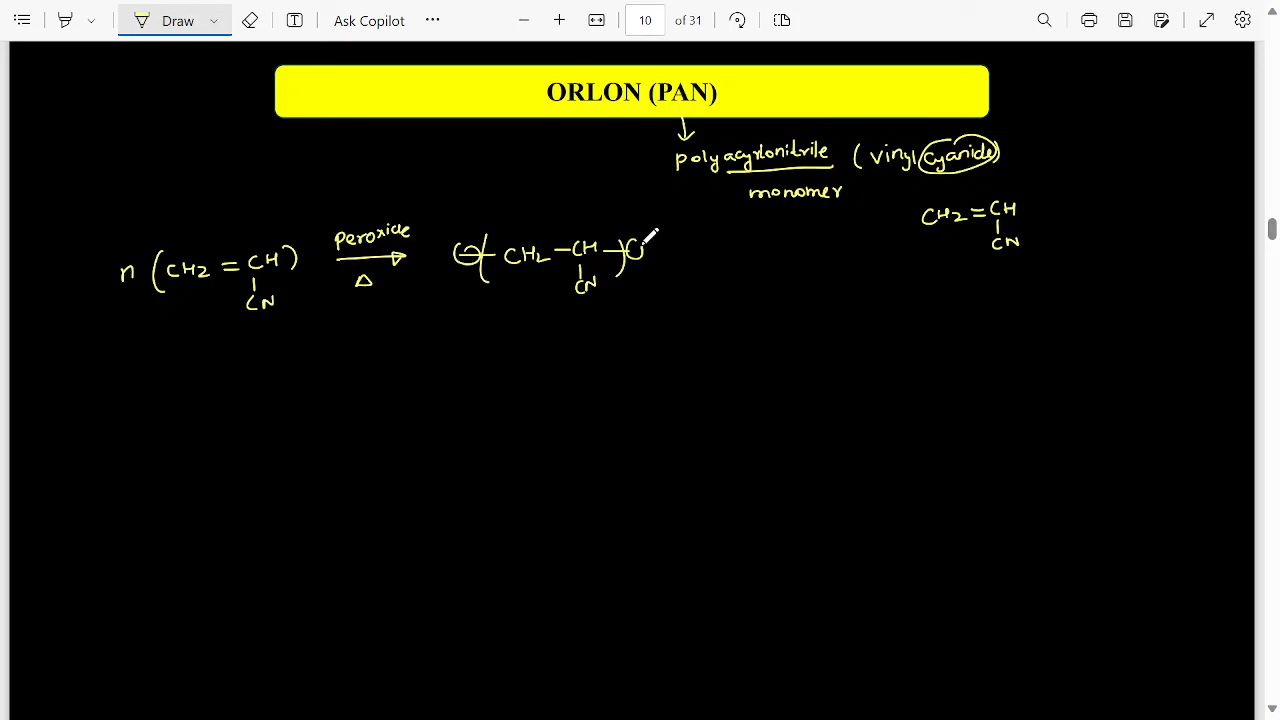 Draw
Ask Copilot
10 of 31
ORLON (PAN)
polyacyrlonitrile (vinyl cyanide)
monomer
CH2=CH
CN
n (CH2 = CH) Peroxide Δ ( CH2 - CH )
CN CN